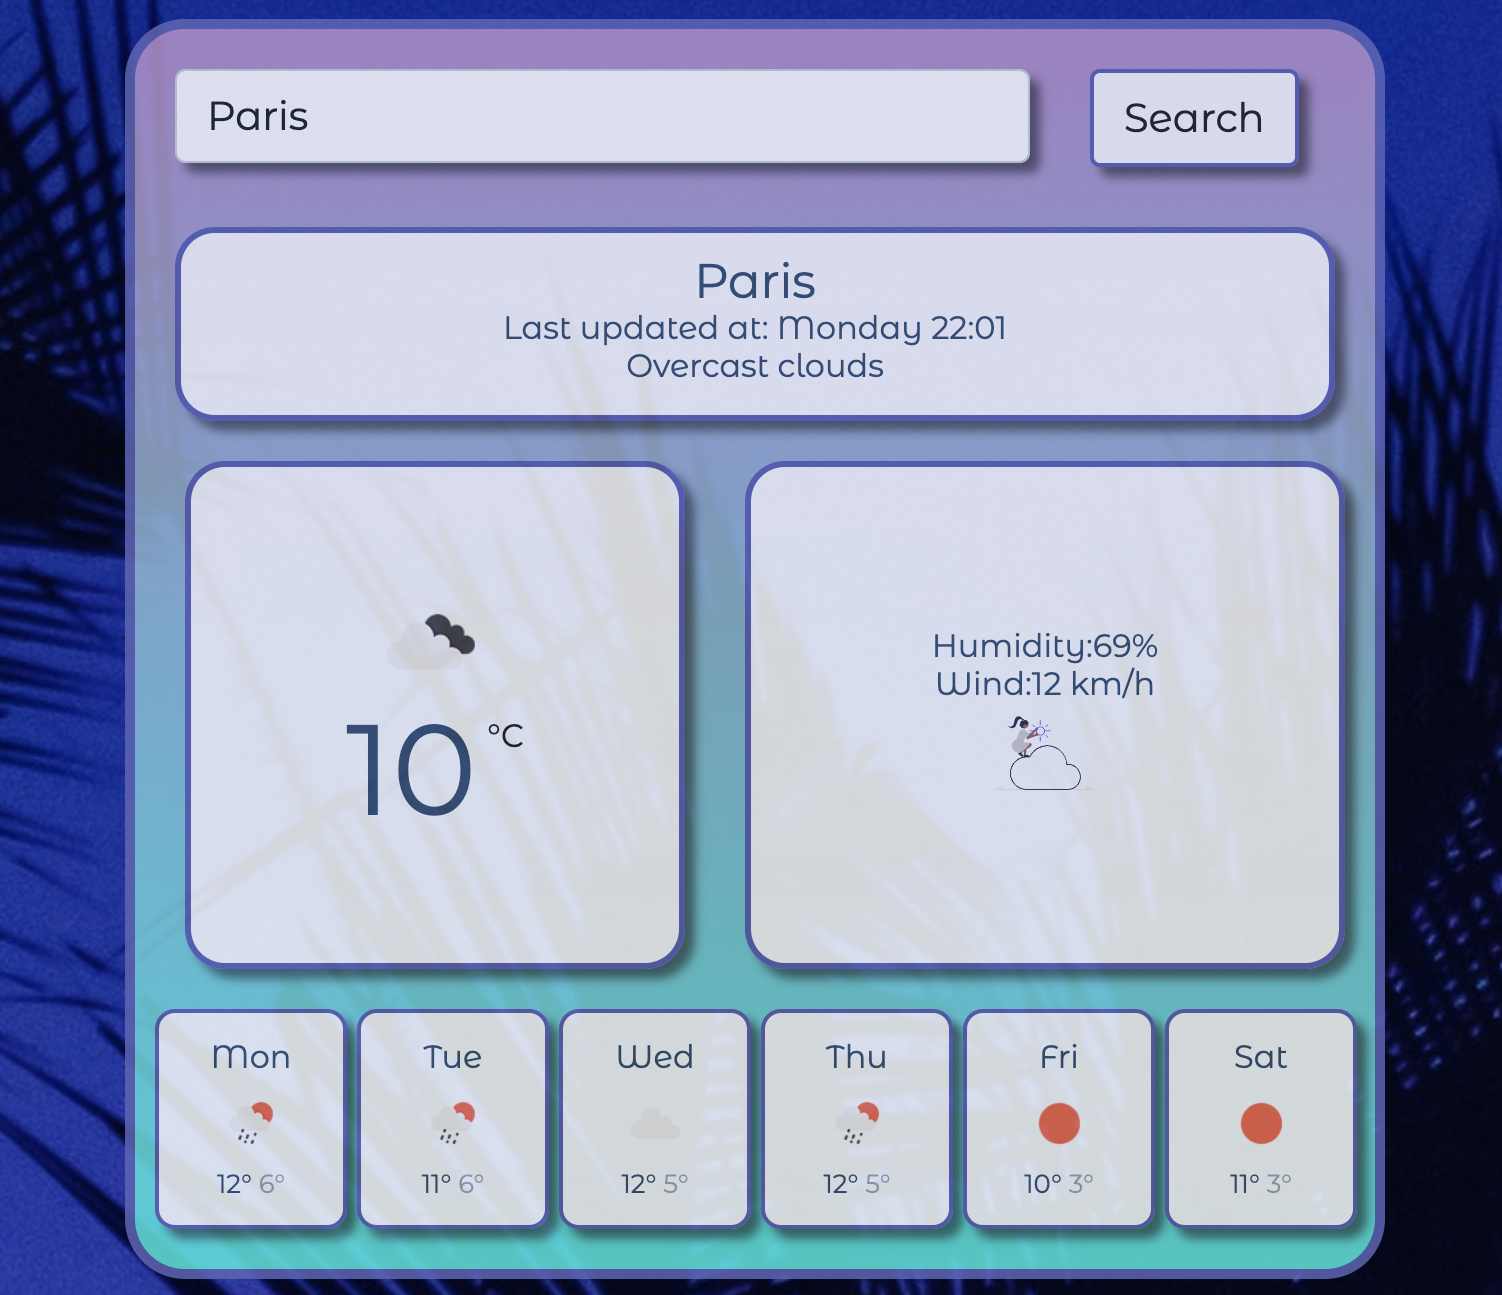 Paris
Search
Paris
Last updated at: Monday 22:01
Overcast clouds
10 °C
Humidity:69%
Wind:12 km/h
Mon
12° 6°
Tue
11° 6°
Wed
12° 5°
Thu
12° 5°
Fri
10° 3°
Sat
11° 3°